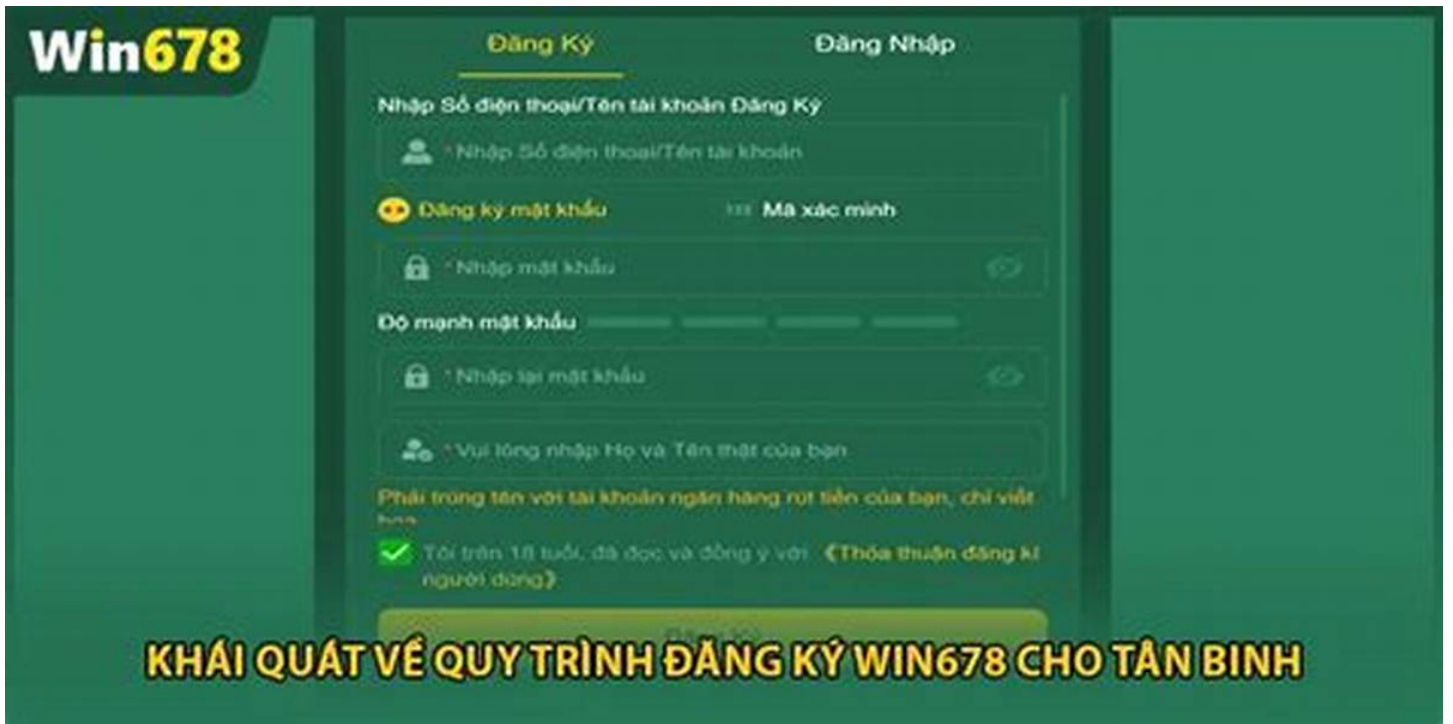 Win678
Đăng Ký
Đăng Nhập
Nhập Số điện thoại/Tên tài khoản Đăng Ký
*Nhập Số điện thoại/Tên tài khoản
Đăng ký mật khẩu
Mã xác minh
*Nhập mật khẩu
Độ mạnh mật khẩu
*Nhập lại mật khẩu
*Vui lòng nhập Họ và Tên thật của bạn
Phải trùng tên với tài khoản ngân hàng rút tiền của bạn, chỉ viết
Tôi trên 18 tuổi, đã đọc và đồng ý với 《Thỏa thuận đăng kí
người dùng》
KHÁI QUÁT VỀ QUY TRÌNH ĐĂNG KÝ WIN678 CHO TÂN BINH